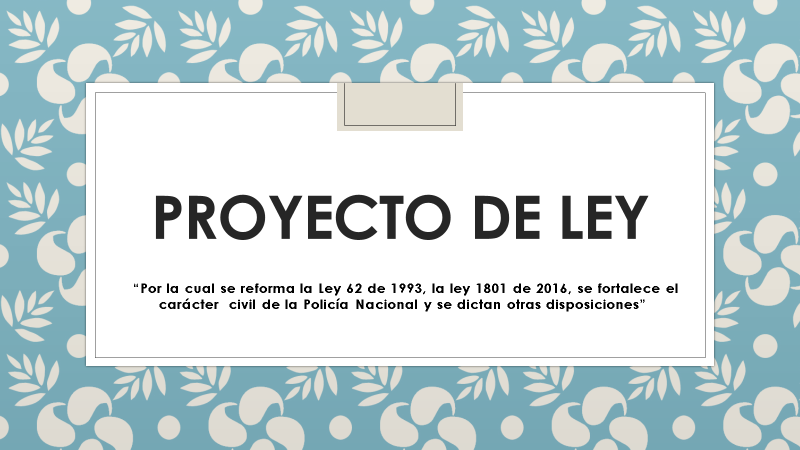 PROYECTO DE LEY
“Por la cual se reforma la Ley 62 de 1993, la ley 1801 de 2016, se fortalece el
carácter civil de la Policía Nacional y se dictan otras disposiciones”